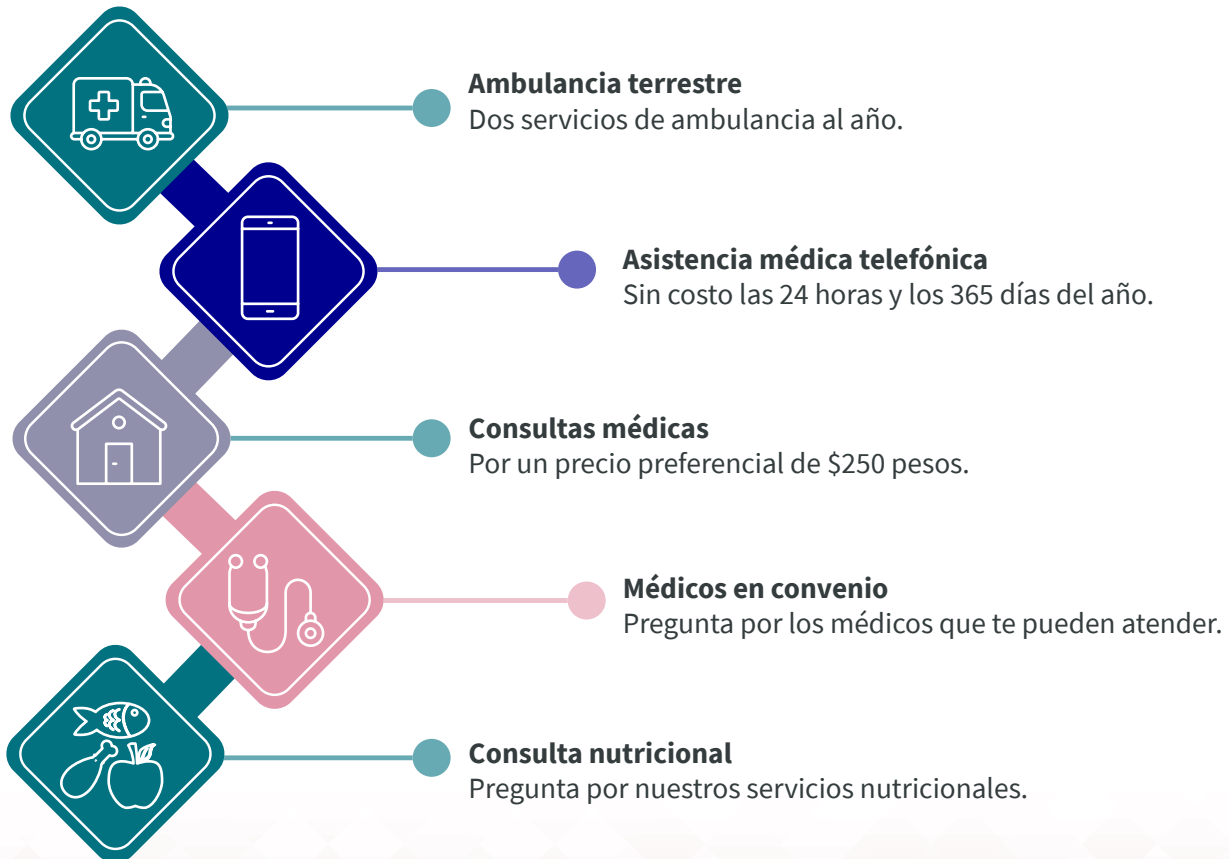 Ambulancia terrestre
Dos servicios de ambulancia al año.
Asistencia médica telefónica
Sin costo las 24 horas y los 365 días del año.
Consultas médicas
Por un precio preferencial de $250 pesos.
Médicos en convenio
Pregunta por los médicos que te pueden atender.
Consulta nutricional
Pregunta por nuestros servicios nutricionales.